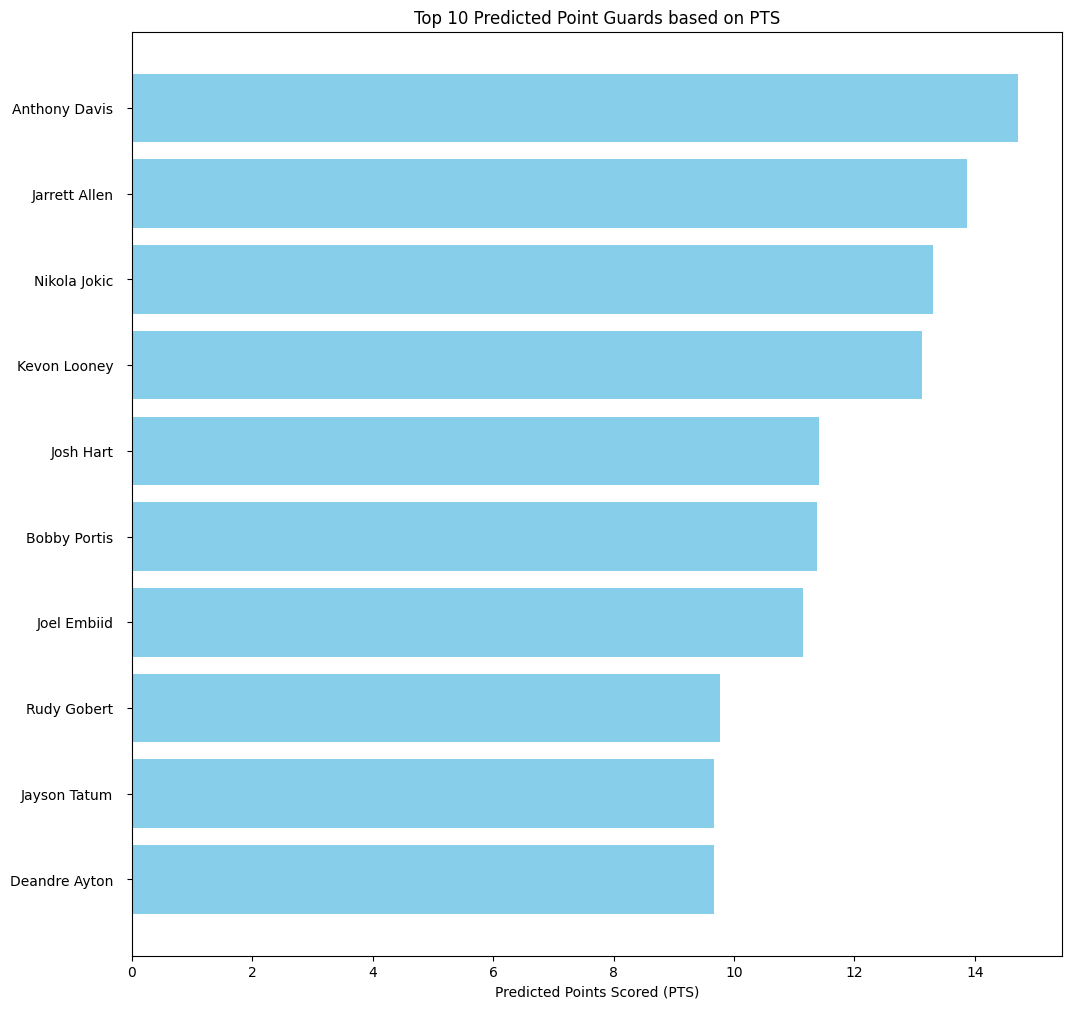 Top 10 Predicted Point Guards based on PTS
Anthony Davis
Jarrett Allen
Nikola Jokic
Kevon Looney
Josh Hart
Bobby Portis
Joel Embiid
Rudy Gobert
Jayson Tatum
Deandre Ayton
0 2 4 6 8 10 12 14
Predicted Points Scored (PTS)